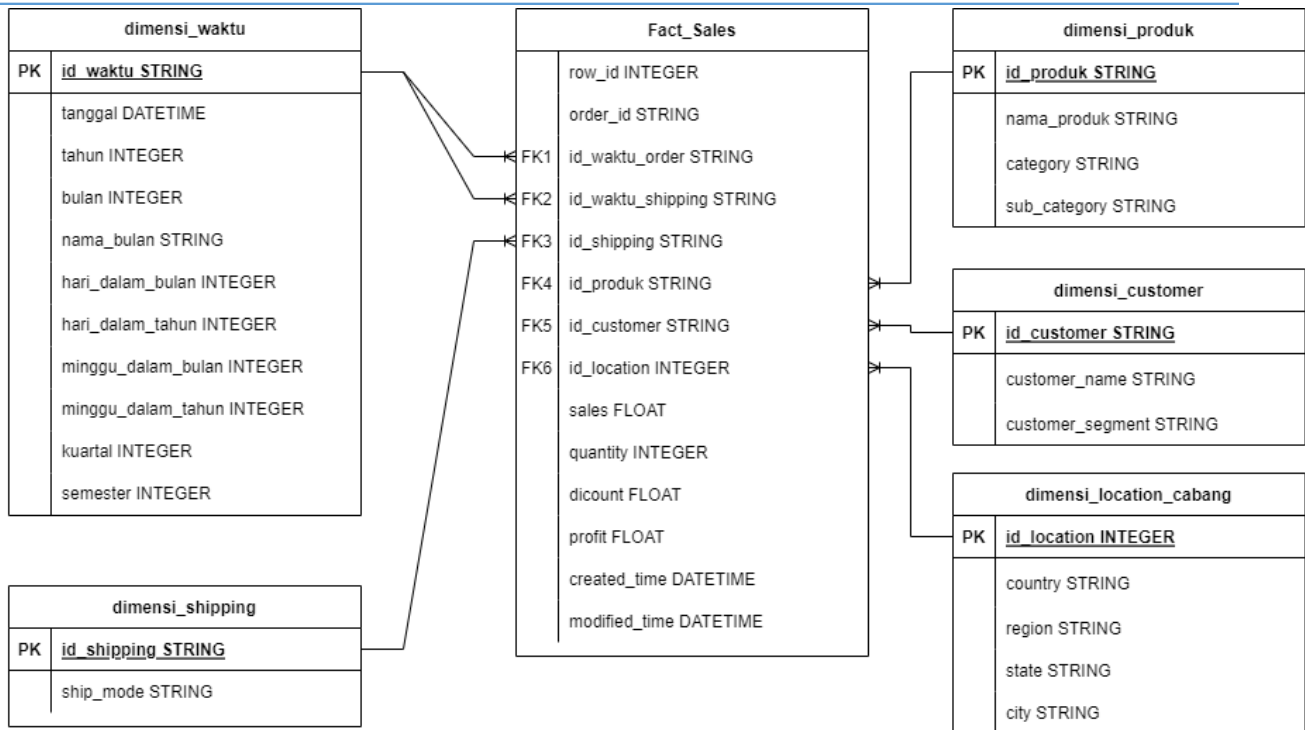 dimensi_waktu
PK id_waktu STRING
tanggal DATETIME
tahun INTEGER
bulan INTEGER
nama_bulan STRING
hari_dalam_bulan INTEGER
hari_dalam_tahun INTEGER
minggu_dalam_bulan INTEGER
minggu_dalam_tahun INTEGER
kuartal INTEGER
semester INTEGER
dimensi_shipping
PK id_shipping STRING
ship_mode STRING
Fact_Sales
row_id INTEGER
order_id STRING
FK1 id_waktu_order STRING
FK2 id_waktu_shipping STRING
FK3 id_shipping STRING
FK4 id_produk STRING
FK5 id_customer STRING
FK6 id_location INTEGER
sales FLOAT
quantity INTEGER
dicount FLOAT
profit FLOAT
created_time DATETIME
modified_time DATETIME
dimensi_produk
PK id_produk STRING
nama_produk STRING
category STRING
sub_category STRING
dimensi_customer
PK id_customer STRING
customer_name STRING
customer_segment STRING
dimensi_location_cabang
PK id_location INTEGER
country STRING
region STRING
state STRING
city STRING